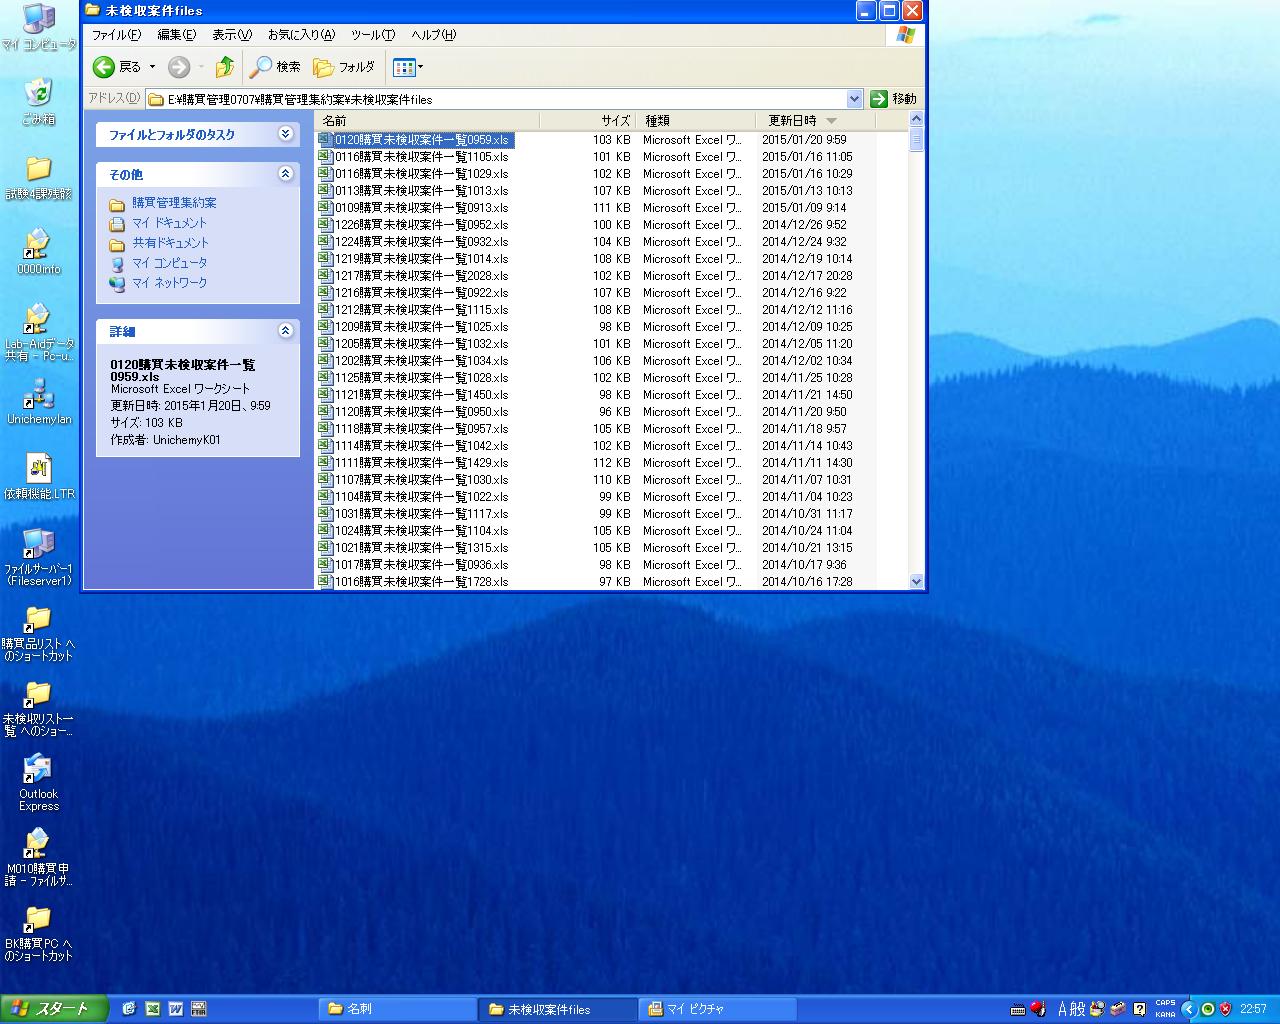 マイ コンピュータ
ごみ箱
試験4課残骸
0000info
Lab-Aidデータ
共有 - Pc-u...
Unichemylan
依頼機能.LTR
ファイルサーバー1
(Fileserver1)
購買品リスト へ
のショートカット
未検収リスト一
覧 へのショー...
Outlook
Express
M010購買申
請 - ファイルサ...
BK購買PC へ
のショートカット
未検収案件files
ファイル(F) 編集(E) 表示(V) お気に入り(A) ツール(T) ヘルプ(H)
戻る 検索 フォルダ
アドレス(D) E:¥購買管理0707¥購買管理集約案¥未検収案件files 移動
ファイルとフォルダのタスク
その他
購買管理集約案
マイ ドキュメント
共有ドキュメント
マイ コンピュータ
マイ ネットワーク
詳細
0120購買未検収案件一覧
0959.xls
Microsoft Excel ワークシート
更新日時: 2015年1月20日、9:59
サイズ: 103 KB
作成者: UnichemyK01
名前 サイズ 種類 更新日時
0120購買未検収案件一覧0959.xls 103 KB Microsoft Excel ワ... 2015/01/20 9:59
0116購買未検収案件一覧1105.xls 101 KB Microsoft Excel ワ... 2015/01/16 11:05
0116購買未検収案件一覧1029.xls 102 KB Microsoft Excel ワ... 2015/01/16 10:29
0113購買未検収案件一覧1013.xls 107 KB Microsoft Excel ワ... 2015/01/13 10:13
0109購買未検収案件一覧0913.xls 111 KB Microsoft Excel ワ... 2015/01/09 9:14
1226購買未検収案件一覧0952.xls 100 KB Microsoft Excel ワ... 2014/12/26 9:52
1224購買未検収案件一覧0932.xls 104 KB Microsoft Excel ワ... 2014/12/24 9:32
1219購買未検収案件一覧1014.xls 108 KB Microsoft Excel ワ... 2014/12/19 10:14
1217購買未検収案件一覧2028.xls 102 KB Microsoft Excel ワ... 2014/12/17 20:28
1216購買未検収案件一覧0922.xls 107 KB Microsoft Excel ワ... 2014/12/16 9:22
1212購買未検収案件一覧1115.xls 108 KB Microsoft Excel ワ... 2014/12/12 11:16
1209購買未検収案件一覧1025.xls 98 KB Microsoft Excel ワ... 2014/12/09 10:25
1205購買未検収案件一覧1032.xls 101 KB Microsoft Excel ワ... 2014/12/05 11:20
1202購買未検収案件一覧1034.xls 106 KB Microsoft Excel ワ... 2014/12/02 10:34
1125購買未検収案件一覧1028.xls 102 KB Microsoft Excel ワ... 2014/11/25 10:28
1121購買未検収案件一覧1450.xls 98 KB Microsoft Excel ワ... 2014/11/21 14:50
1120購買未検収案件一覧0950.xls 96 KB Microsoft Excel ワ... 2014/11/20 9:50
1118購買未検収案件一覧0957.xls 105 KB Microsoft Excel ワ... 2014/11/18 9:57
1114購買未検収案件一覧1042.xls 102 KB Microsoft Excel ワ... 2014/11/14 10:43
1111購買未検収案件一覧1429.xls 112 KB Microsoft Excel ワ... 2014/11/11 14:30
1107購買未検収案件一覧1030.xls 110 KB Microsoft Excel ワ... 2014/11/07 10:31
1104購買未検収案件一覧1022.xls 99 KB Microsoft Excel ワ... 2014/11/04 10:23
1031購買未検収案件一覧1117.xls 99 KB Microsoft Excel ワ... 2014/10/31 11:17
1024購買未検収案件一覧1104.xls 105 KB Microsoft Excel ワ... 2014/10/24 11:04
1021購買未検収案件一覧1315.xls 105 KB Microsoft Excel ワ... 2014/10/21 13:15
1017購買未検収案件一覧0936.xls 98 KB Microsoft Excel ワ... 2014/10/17 9:36
1016購買未検収案件一覧1728.xls 97 KB Microsoft Excel ワ... 2014/10/16 17:28
スタート FTIR 名刺 未検収案件files マイ ピクチャ A 般 CAPS KANA 22:57